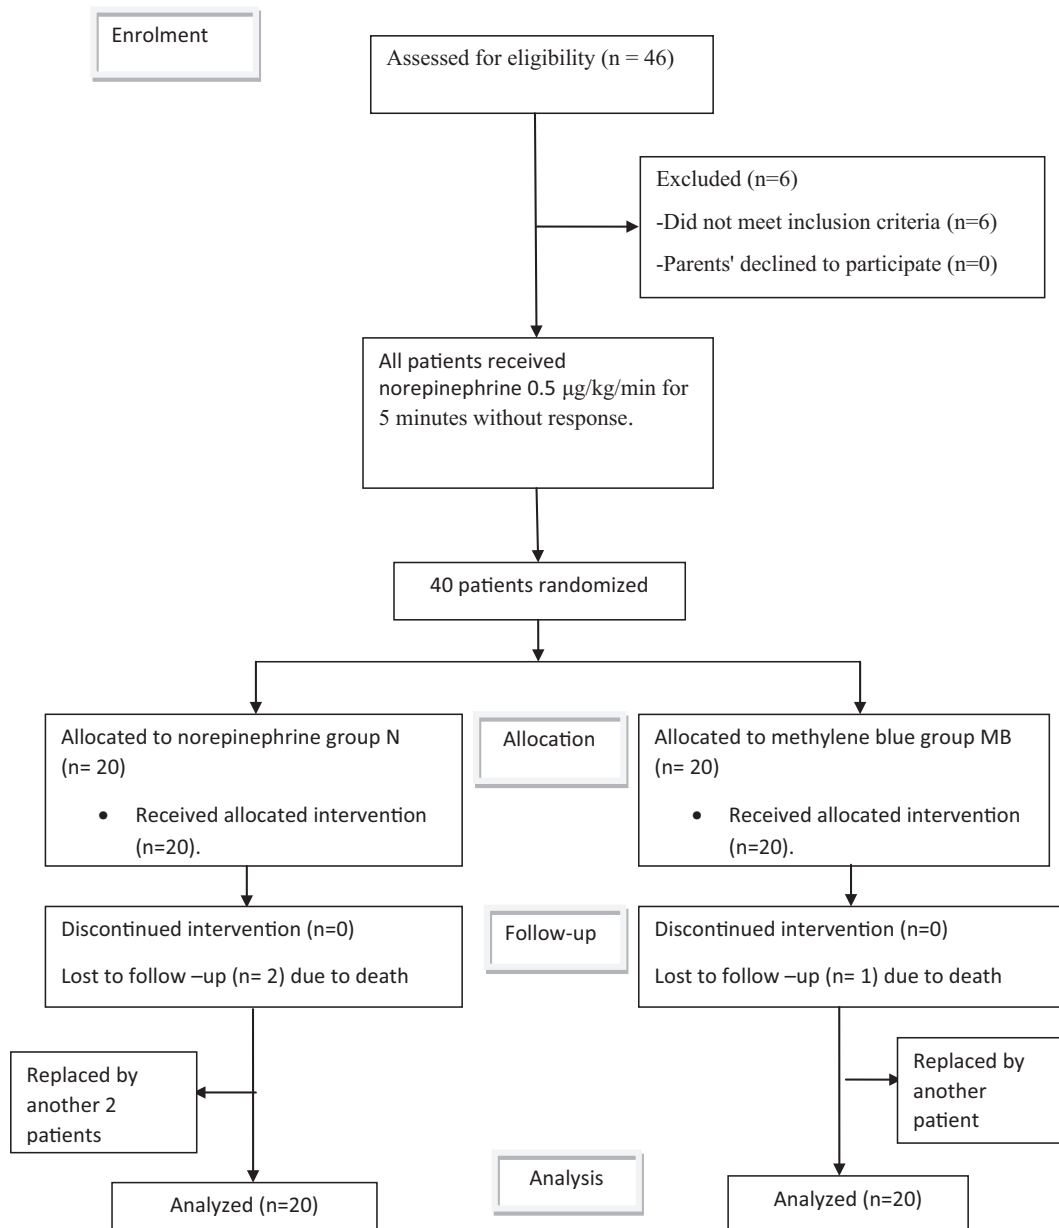 Enrolment
Assessed for eligibility (n = 46)
Excluded (n=6)
-Did not meet inclusion criteria (n=6)
-Parents' declined to participate (n=0)
All patients received
norepinephrine 0.5 µg/kg/min for
5 minutes without response.
40 patients randomized
Allocated to norepinephrine group N
(n= 20)
• Received allocated intervention
(n=20).
Allocation
Allocated to methylene blue group MB
(n= 20)
• Received allocated intervention
(n=20).
Discontinued intervention (n=0)
Lost to follow –up (n= 2) due to death
Follow-up
Discontinued intervention (n=0)
Lost to follow –up (n= 1) due to death
Replaced by
another 2
patients
Replaced by
another
patient
Analysis
Analyzed (n=20)
Analyzed (n=20)